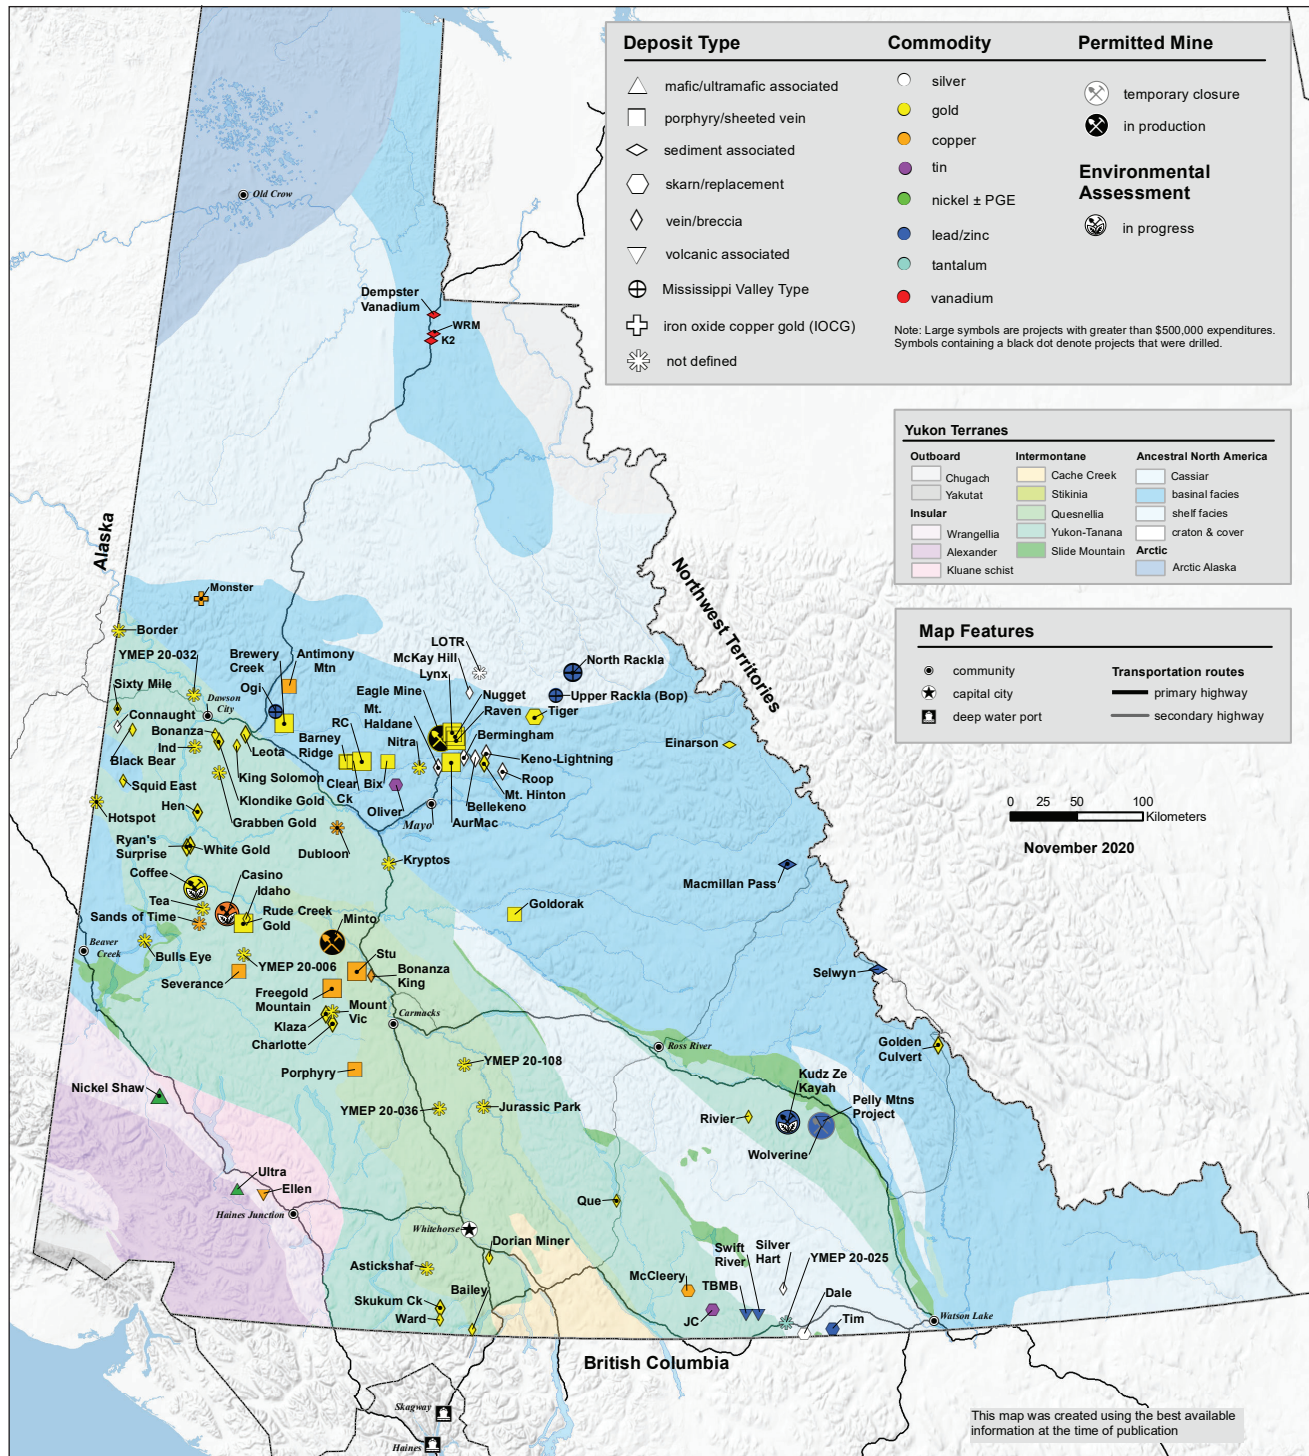 Deposit Type
mafic/ultramafic associated
porphyry/sheeted vein
sediment associated
skarn/replacement
vein/breccia
volcanic associated
Mississippi Valley Type
iron oxide copper gold (IOCG)
not defined
Commodity
silver
gold
copper
tin
nickel ± PGE
lead/zinc
tantalum
vanadium
Permitted Mine
temporary closure
in production
Environmental
Assessment
in progress
Note: Large symbols are projects with greater than $500,000 expenditures.
Symbols containing a black dot denote projects that were drilled.
Yukon Terranes
Outboard
Chugach
Yakutat
Insular
Wrangellia
Alexander
Kluane schist
Intermontane
Cache Creek
Stikinia
Quesnellia
Yukon-Tanana
Slide Mountain
Ancestral North America
Cassiar
basinal facies
shelf facies
craton & cover
Arctic
Arctic Alaska
Map Features
community
capital city
deep water port
Transportation routes
primary highway
secondary highway
0 25 50 100
Kilometers
November 2020
Old Crow
Dempster
Vanadium
WRM
K2
Alaska
Northwest Territories
Monster
Border
YMEP 20-032
Brewery
Creek
Antimony
Mtn
Ogi
Sixty Mile
Dawson
City
Connaught
Bonanza
Ind
Leota
Black Bear
King Solomon
Squid East
Klondike Gold
Hen
Grabben Gold
Hotspot
LOTR
McKay Hill
Lynx
Eagle Mine
Mt.
Haldane
Nugget
Raven
Bermingham
RC
Barney
Ridge
Nitra
Clear
Ck
Bix
Oliver
Mayo
Keno-Lightning
Roop
Mt. Hinton
Bellekeno
AurMac
North Rackla
Upper Rackla (Bop)
Tiger
Einarson
Ryan's
Surprise
White Gold
Dubloon
Kryptos
Coffee
Casino
Idaho
Tea
Sands of Time
Rude Creek
Gold
Minto
Macmillan Pass
Goldorak
Beaver
Creek
Bulls Eye
YMEP 20-006
Severance
Stu
Bonanza
King
Freegold
Mountain
Mount
Vic
Klaza
Charlotte
Carmacks
Selwyn
Golden
Culvert
Porphyry
YMEP 20-108
Ross River
Nickel Shaw
YMEP 20-036
Jurassic Park
Kudz Ze
Kayah
Pelly Mtns
Project
Rivier
Wolverine
Ultra
Ellen
Haines Junction
Que
Whitehorse
Dorian Miner
Astickshaf
Bailey
Skukum Ck
Ward
McCleery
Swift
River
Silver
Hart
YMEP 20-025
TBMB
JC
Dale
Tim
Watson Lake
British Columbia
Skagway
Haines
This map was created using the best available
information at the time of publication